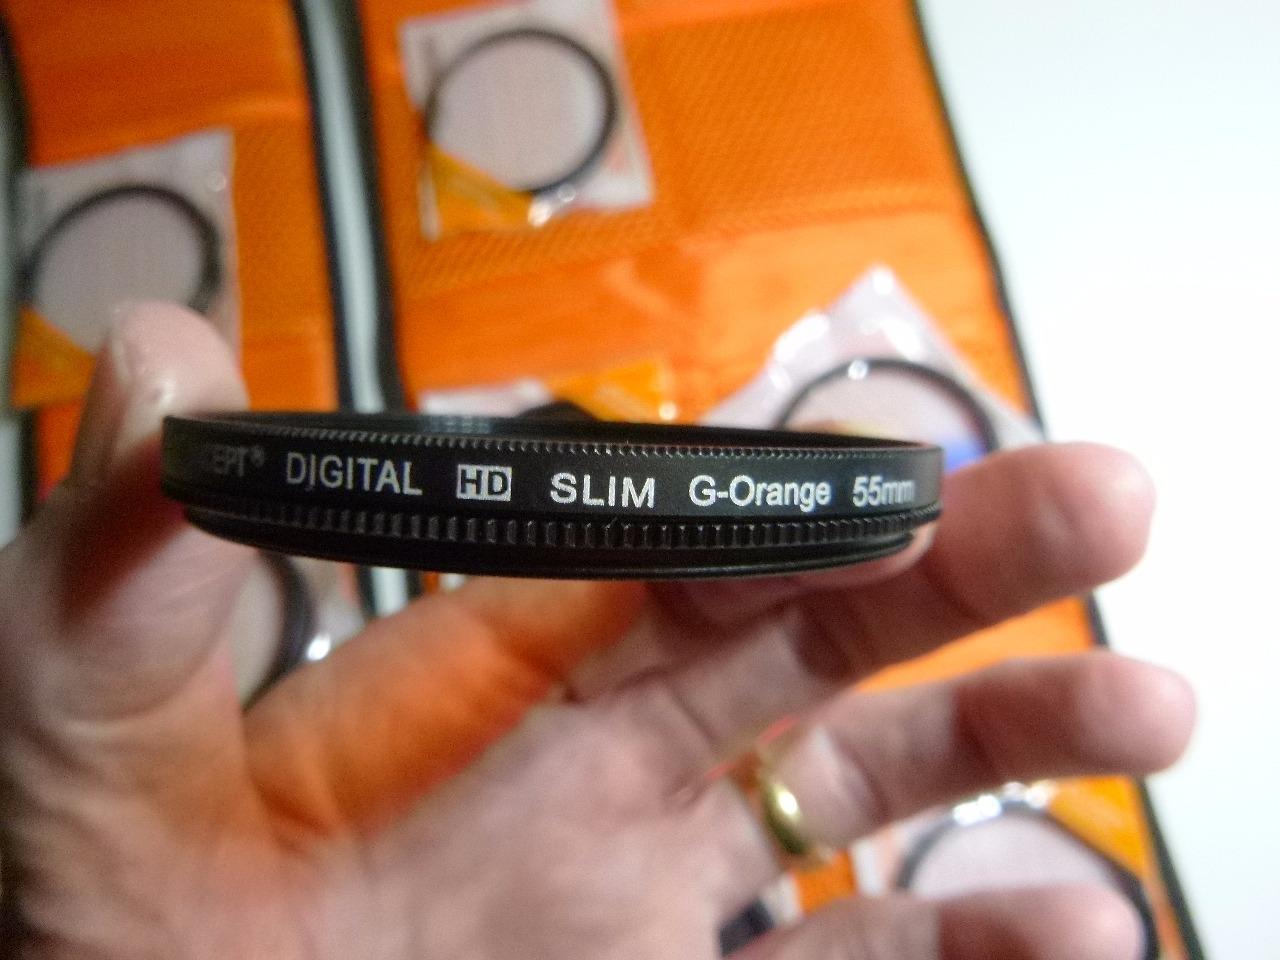 DIGITAL HD SLIM G-Orange 55mm